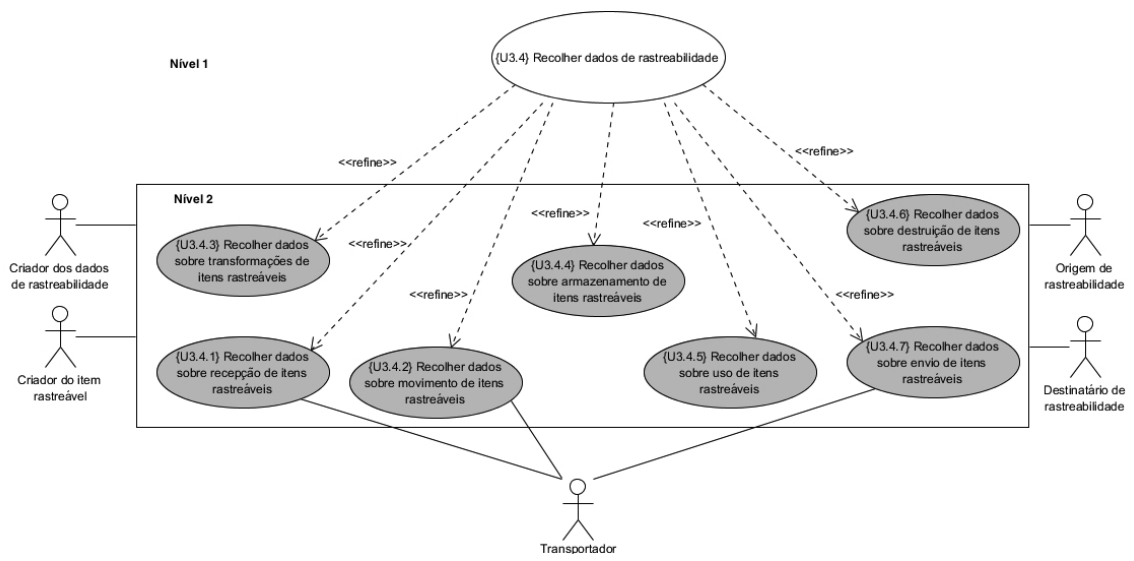 Nível 1
{U3.4} Recolher dados de rastreabilidade
<<refine>>
<<refine>>
Nível 2
<<refine>>
<<refine>>
<<refine>>
<<refine>>
<<refine>>
{U3.4.3} Recolher dados
sobre transformações de
itens rastreáveis
{U3.4.4} Recolher dados
sobre armazenamento de
itens rastreáveis
{U3.4.6} Recolher dados
sobre destruição de itens
rastreáveis
Criador dos dados
de rastreabilidade
Origem de
rastreabilidade
{U3.4.1} Recolher dados
sobre recepção de itens
rastreáveis
{U3.4.2} Recolher dados
sobre movimento de itens
rastreáveis
{U3.4.5} Recolher dados
sobre uso de itens
rastreáveis
{U3.4.7} Recolher dados
sobre envio de itens
rastreáveis
Criador do item
rastreável
Destinatário de
rastreabilidade
Transportador